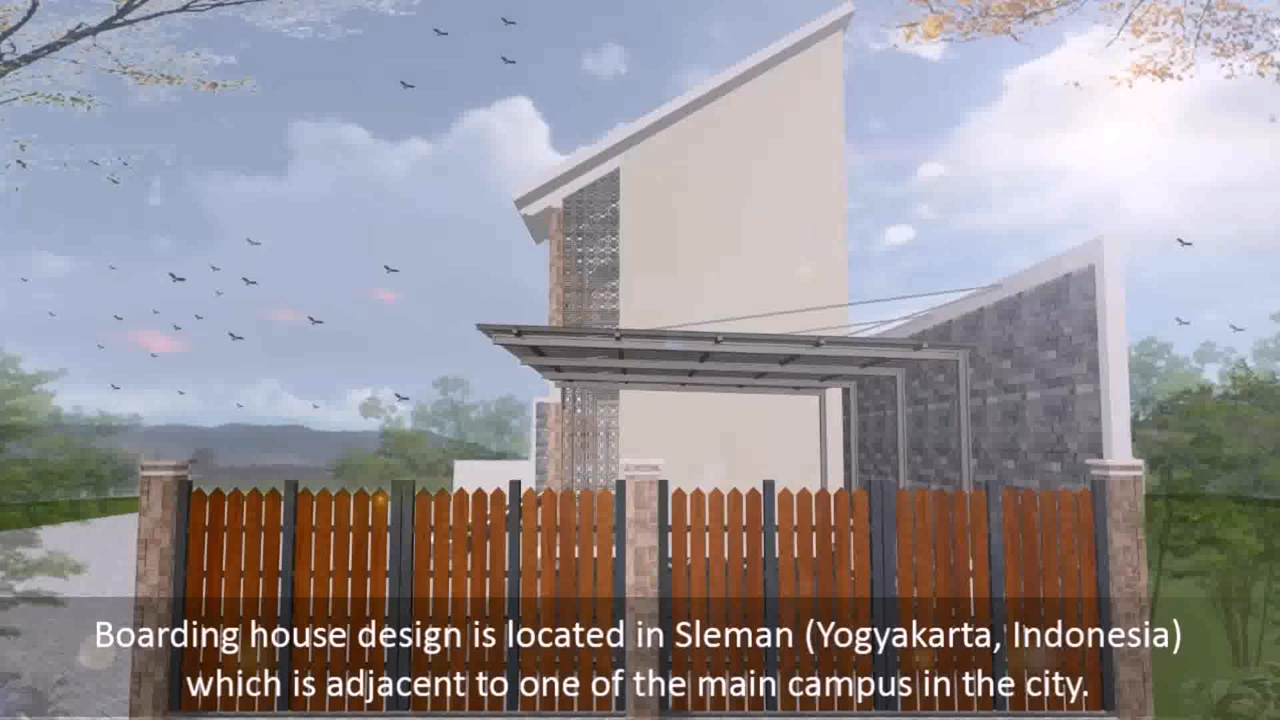 Boarding house design is located in Sleman (Yogyakarta, Indonesia)
which is adjacent to one of the main campus in the city.